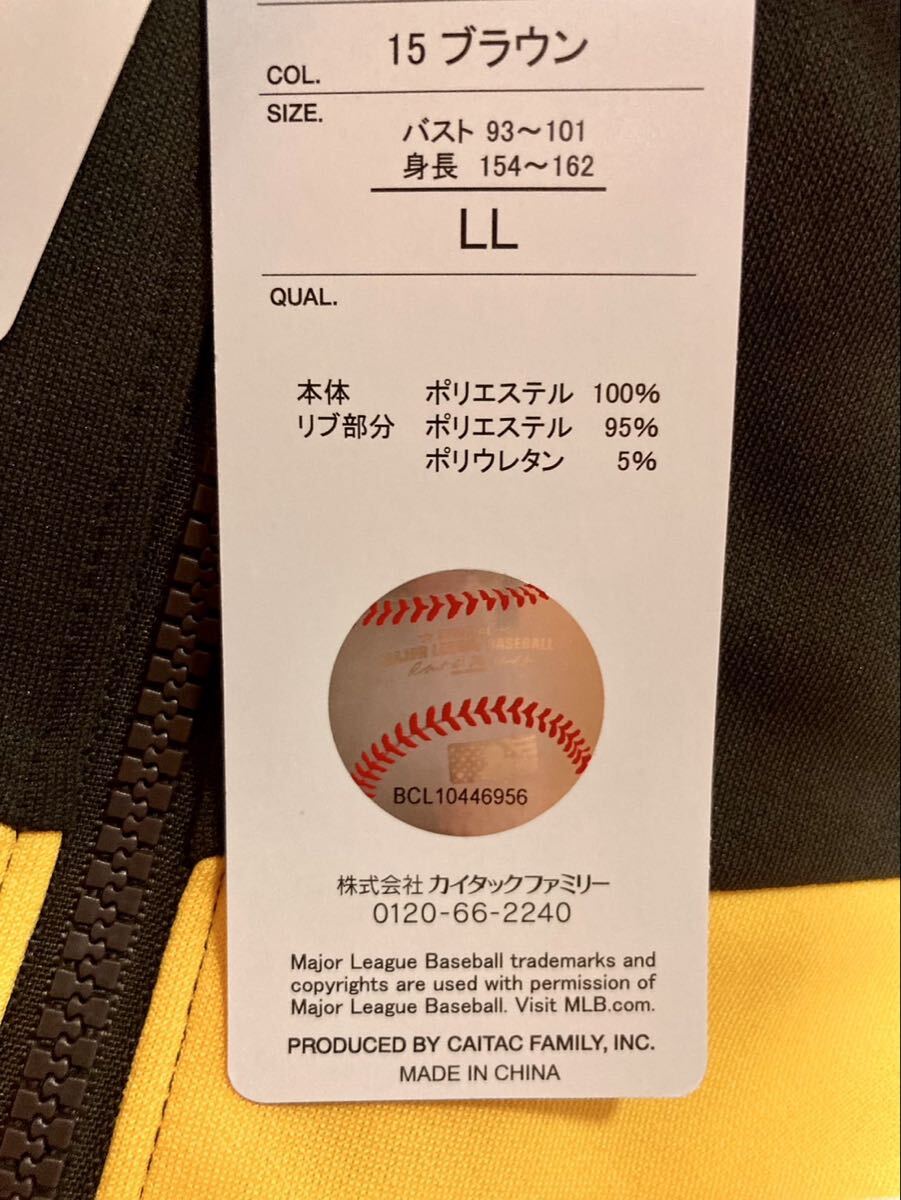 COL. 15 ブラウン
SIZE.
バスト 93～101
身長 154～162
LL
QUAL.
本体 ポリエステル 100%
リブ部分 ポリエステル 95%
ポリウレタン 5%
MAJOR LEAGUE BASEBALL
BCL10446956
株式会社 カイタックファミリー
0120-66-2240
Major League Baseball trademarks and
copyrights are used with permission of
Major League Baseball. Visit MLB.com.
PRODUCED BY CAITAC FAMILY, INC.
MADE IN CHINA